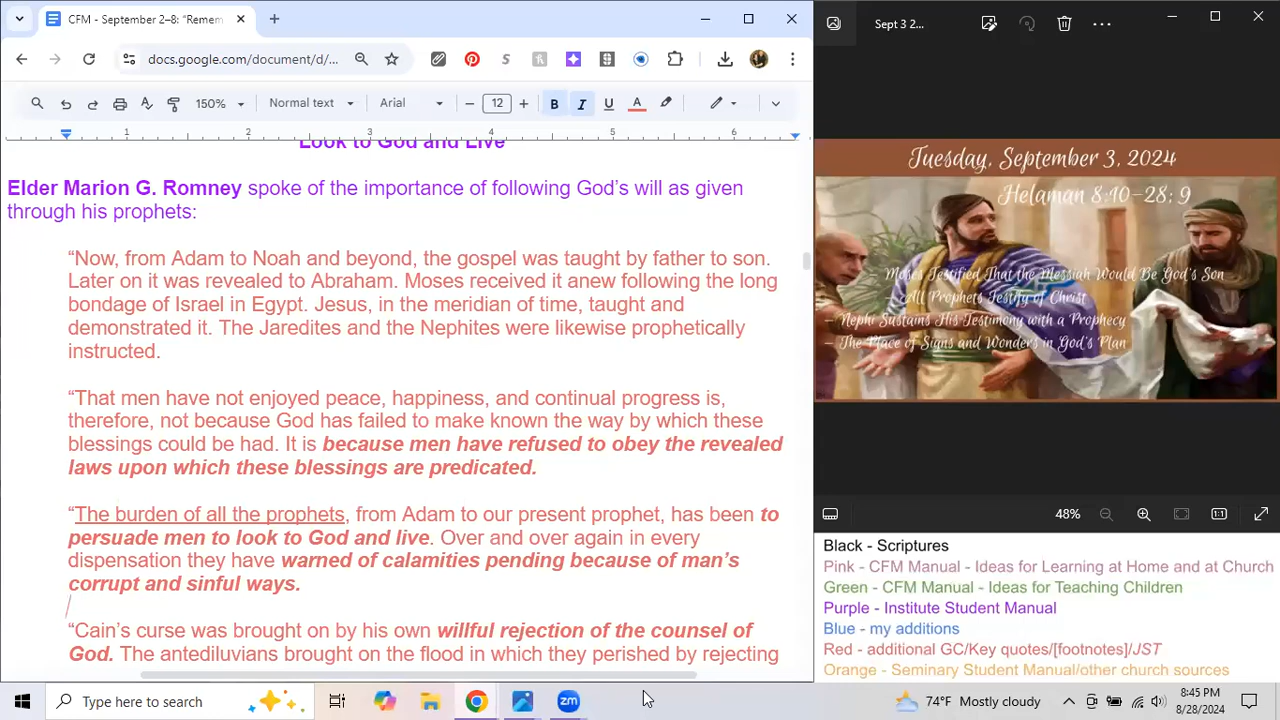 CFM - September 2–8: “Remem
docs.google.com/document/d/...
150%
Normal text
Arial
12
B
I
U
A
1
2
3
4
5
6
Look to God and Live
Elder Marion G. Romney spoke of the importance of following God’s will as given
through his prophets:
“Now, from Adam to Noah and beyond, the gospel was taught by father to son.
Later on it was revealed to Abraham. Moses received it anew following the long
bondage of Israel in Egypt. Jesus, in the meridian of time, taught and
demonstrated it. The Jaredites and the Nephites were likewise prophetically
instructed.
“That men have not enjoyed peace, happiness, and continual progress is,
therefore, not because God has failed to make known the way by which these
blessings could be had. It is because men have refused to obey the revealed
laws upon which these blessings are predicated.
“The burden of all the prophets, from Adam to our present prophet, has been to
persuade men to look to God and live. Over and over again in every
dispensation they have warned of calamities pending because of man’s
corrupt and sinful ways.
“Cain’s curse was brought on by his own willful rejection of the counsel of
God. The antediluvians brought on the flood in which they perished by rejecting
Sept 3 2...
Tuesday, September 3, 2024
Helaman 8:10–28; 9
– Moses Testified That the Messiah Would Be God’s Son
– All Prophets Testify of Christ
– Nephi Sustains His Testimony with a Prophecy
– The Place of Signs and Wonders in God’s Plan
48%
Black - Scriptures
Pink - CFM Manual - Ideas for Learning at Home and at Church
Green - CFM Manual - Ideas for Teaching Children
Purple - Institute Student Manual
Blue - my additions
Red - additional GC/Key quotes/[footnotes]/JST
Orange - Seminary Student Manual/other church sources
Type here to search
zm
74°F Mostly cloudy
8:45 PM
8/28/2024